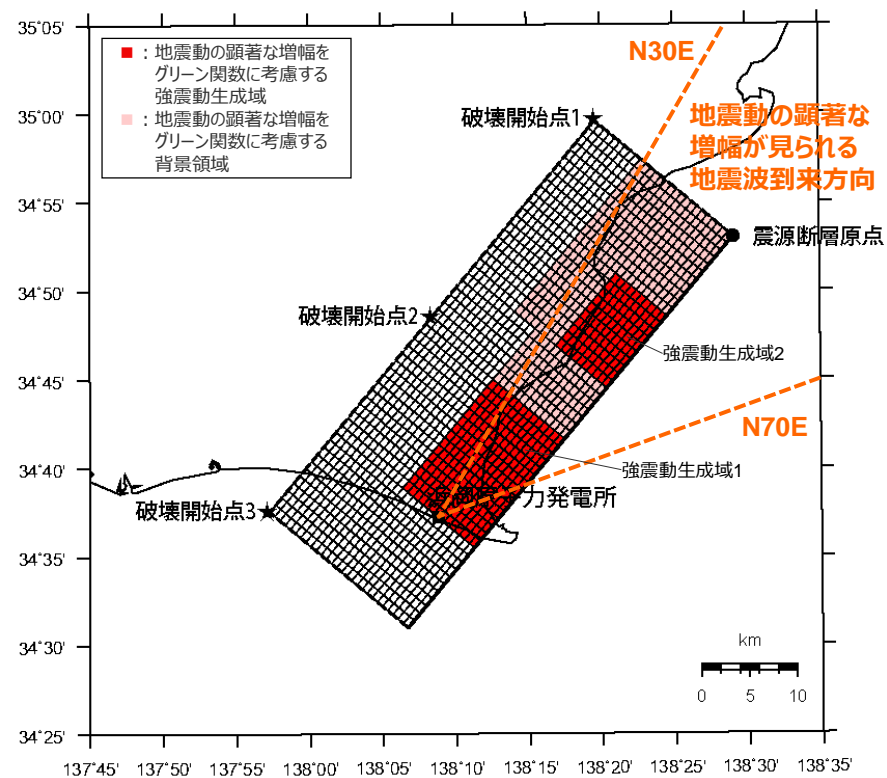 35°05'
35°00'
34°55'
34°50'
34°45'
34°40'
34°35'
34°30'
34°25'
137°45'
137°50'
137°55'
138°00'
138°05'
138°10'
138°15'
138°20'
138°25'
138°30'
138°35'
■ : 地震動の顕著な増幅を
グリーン関数に考慮する
強震動生成域
■ : 地震動の顕著な増幅を
グリーン関数に考慮する
背景領域
N30E
地震動の顕著な
増幅が見られる
地震波到来方向
破壊開始点1
震源断層原点
破壊開始点2
強震動生成域2
N70E
強震動生成域1
力発電所
破壊開始点3
km
0 5 10